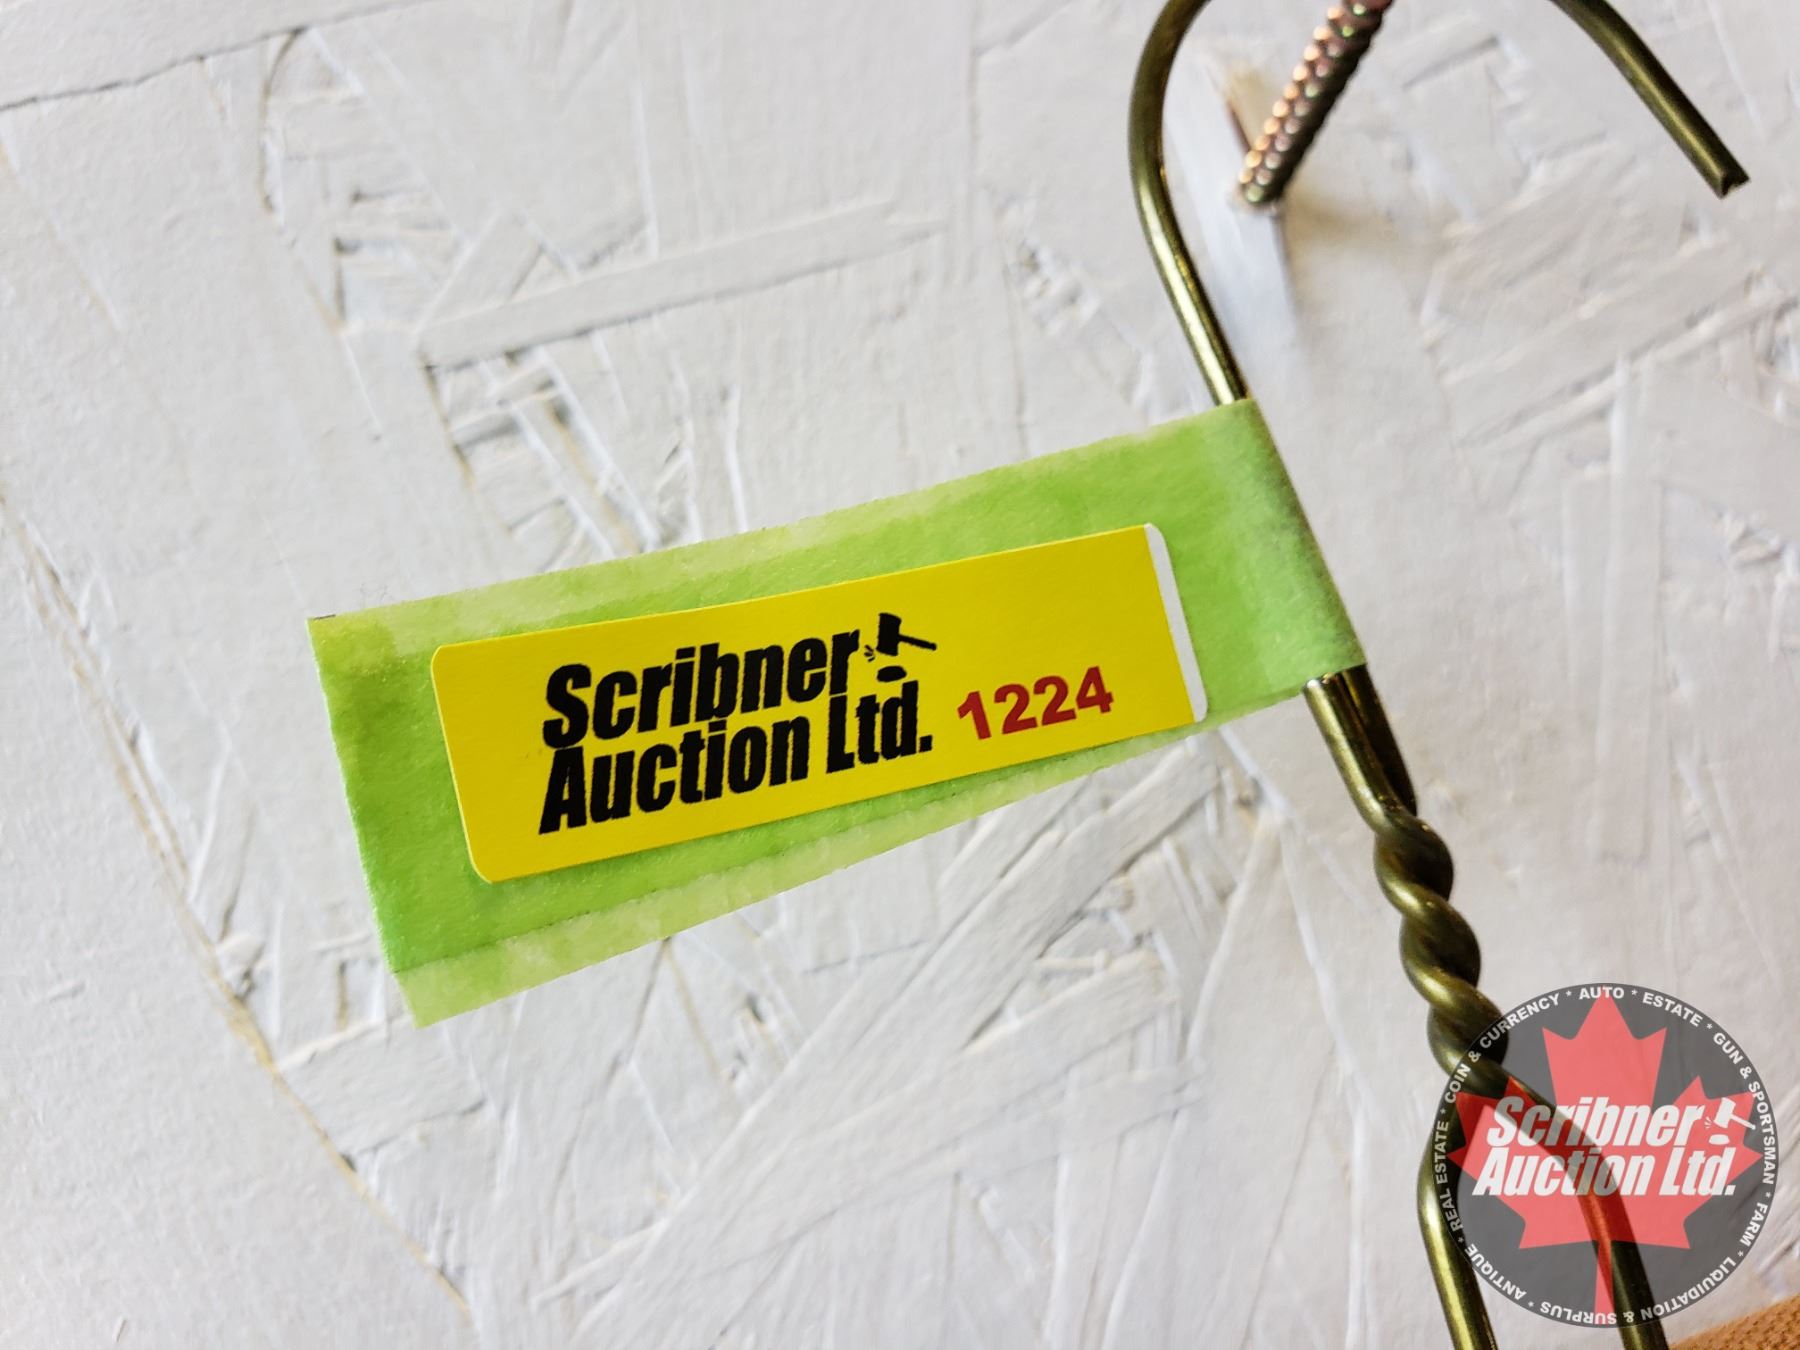 Scribner
Auction Ltd. 1224
REAL ESTATE * COIN & CURRENCY * AUTO * ESTATE * GUN & SPORTSMAN * FARM * LIQUIDATION & SURPLUS * ANTIQUE *
Scribner
Auction Ltd.